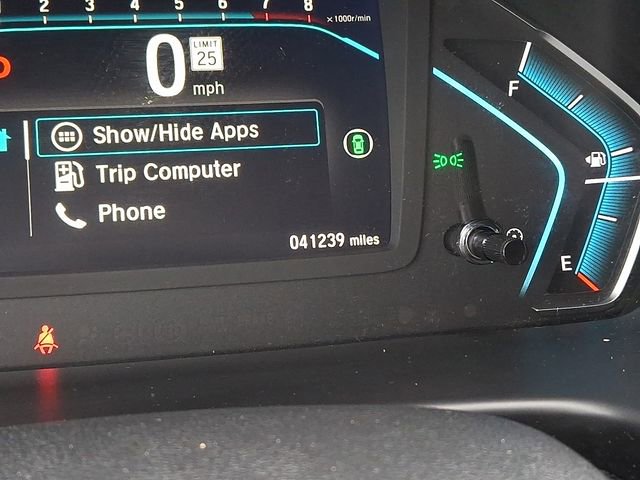 2 3 4 5 6 7 8
x 1000r/min
0
LIMIT
25
mph
Show/Hide Apps
Trip Computer
Phone
041239 miles
F
E